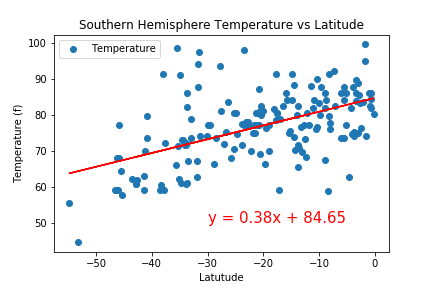 Southern Hemisphere Temperature vs Latitude
100
90
80
70
60
50
Temperature (f)
Temperature
y = 0.38x + 84.65
−50
−40
−30
−20
−10
0
Latutude